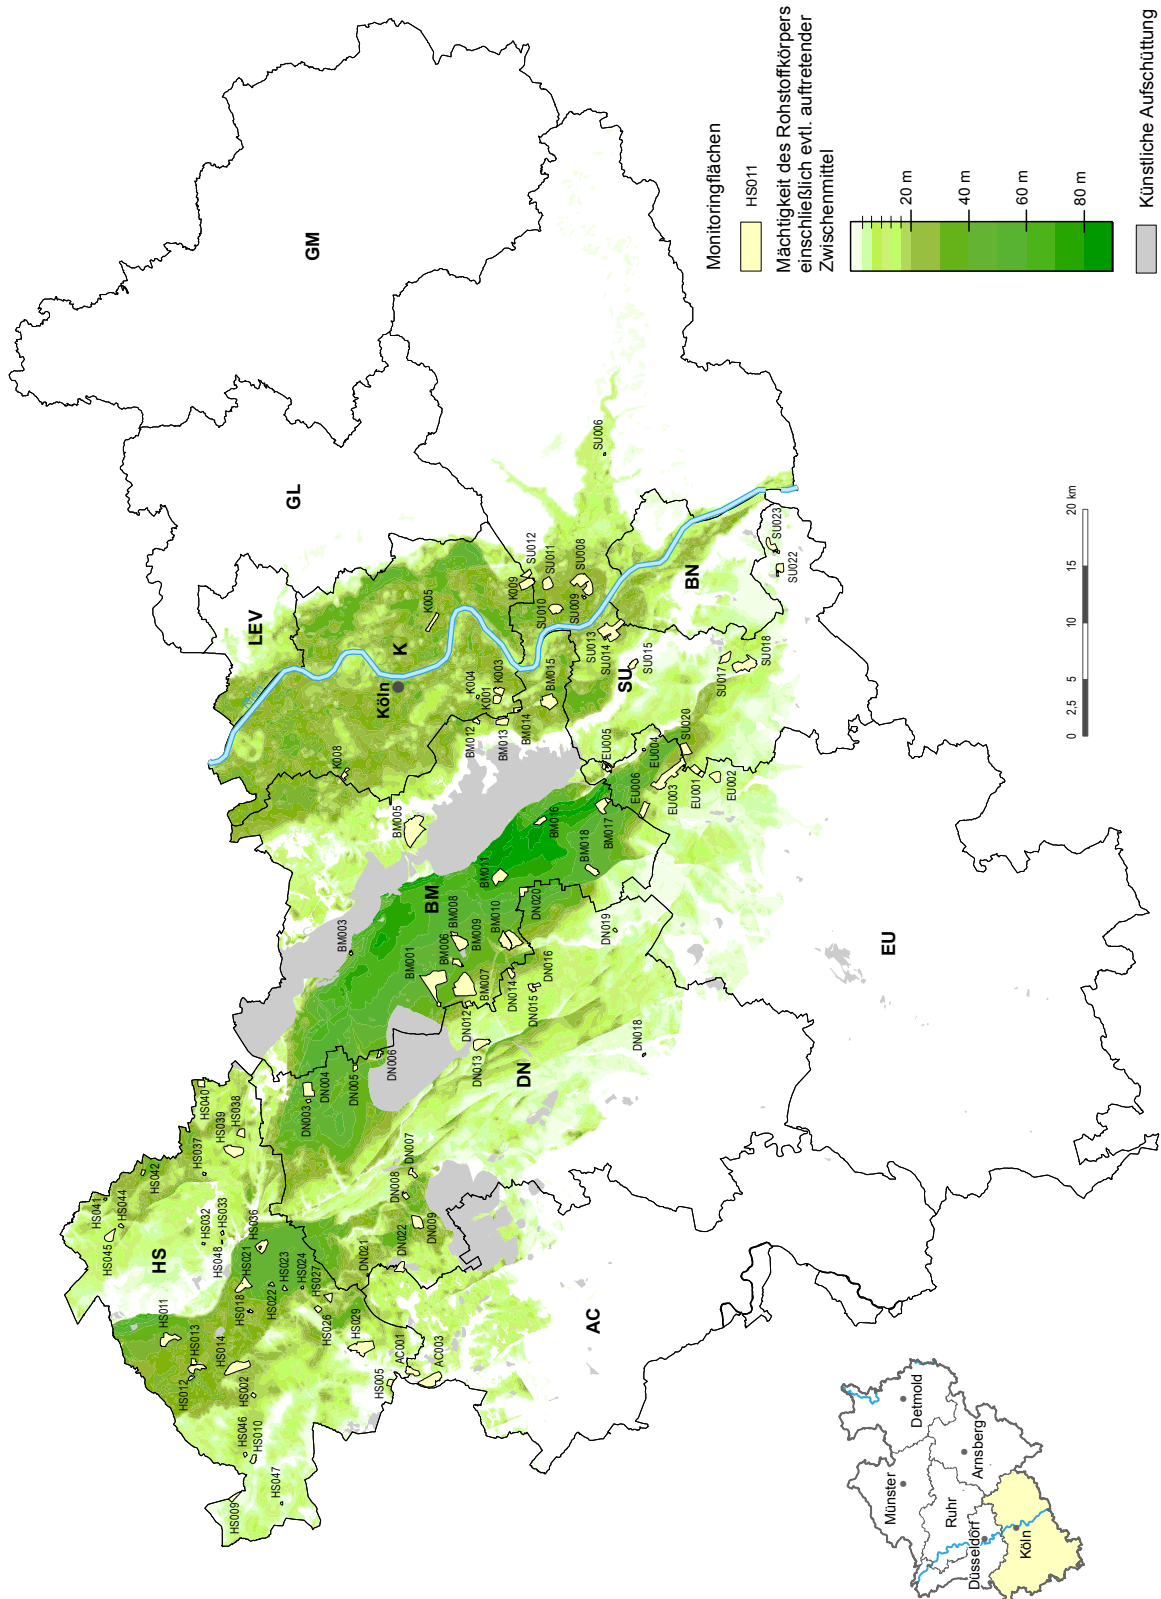 HS009
HS047
HS046
HS010
HS002
HS012
HS013
HS014
HS011
HS
HS045
HS044
HS041
HS042
HS037
HS039
HS038
HS040
HS032
HS033
HS048
HS036
HS021
HS018
HS022
HS023
HS024
HS027
HS026
HS029
HS005
AC001
AC003
AC
DN021
DN022
DN009
DN008
DN007
DN003
DN004
DN005
DN006
DN012
DN013
DN
DN014
DN015
DN016
DN018
DN019
DN020
BM003
BM001
BM006
BM007
BM008
BM009
BM010
BM
BM011
BM005
BM016
BM017
BM018
BM012
BM013
BM014
BM015
K008
Köln
K
K004
K001
K003
K005
K009
LEV
GL
GM
SU012
SU011
SU010
SU009
SU008
SU006
SU013
SU014
SU015
SU
SU017
SU018
SU020
SU022
SU023
BN
EU005
EU004
EU006
EU003
EU001
EU002
EU
0 2,5 5 10 15 20 km
Monitoringflächen
HS011
Mächtigkeit des Rohstoffkörpers
einschließlich evtl. auftretender
Zwischenmittel
20 m
40 m
60 m
80 m
Künstliche Aufschüttung
Münster
Detmold
Ruhr
Arnsberg
Düsseldorf
Köln